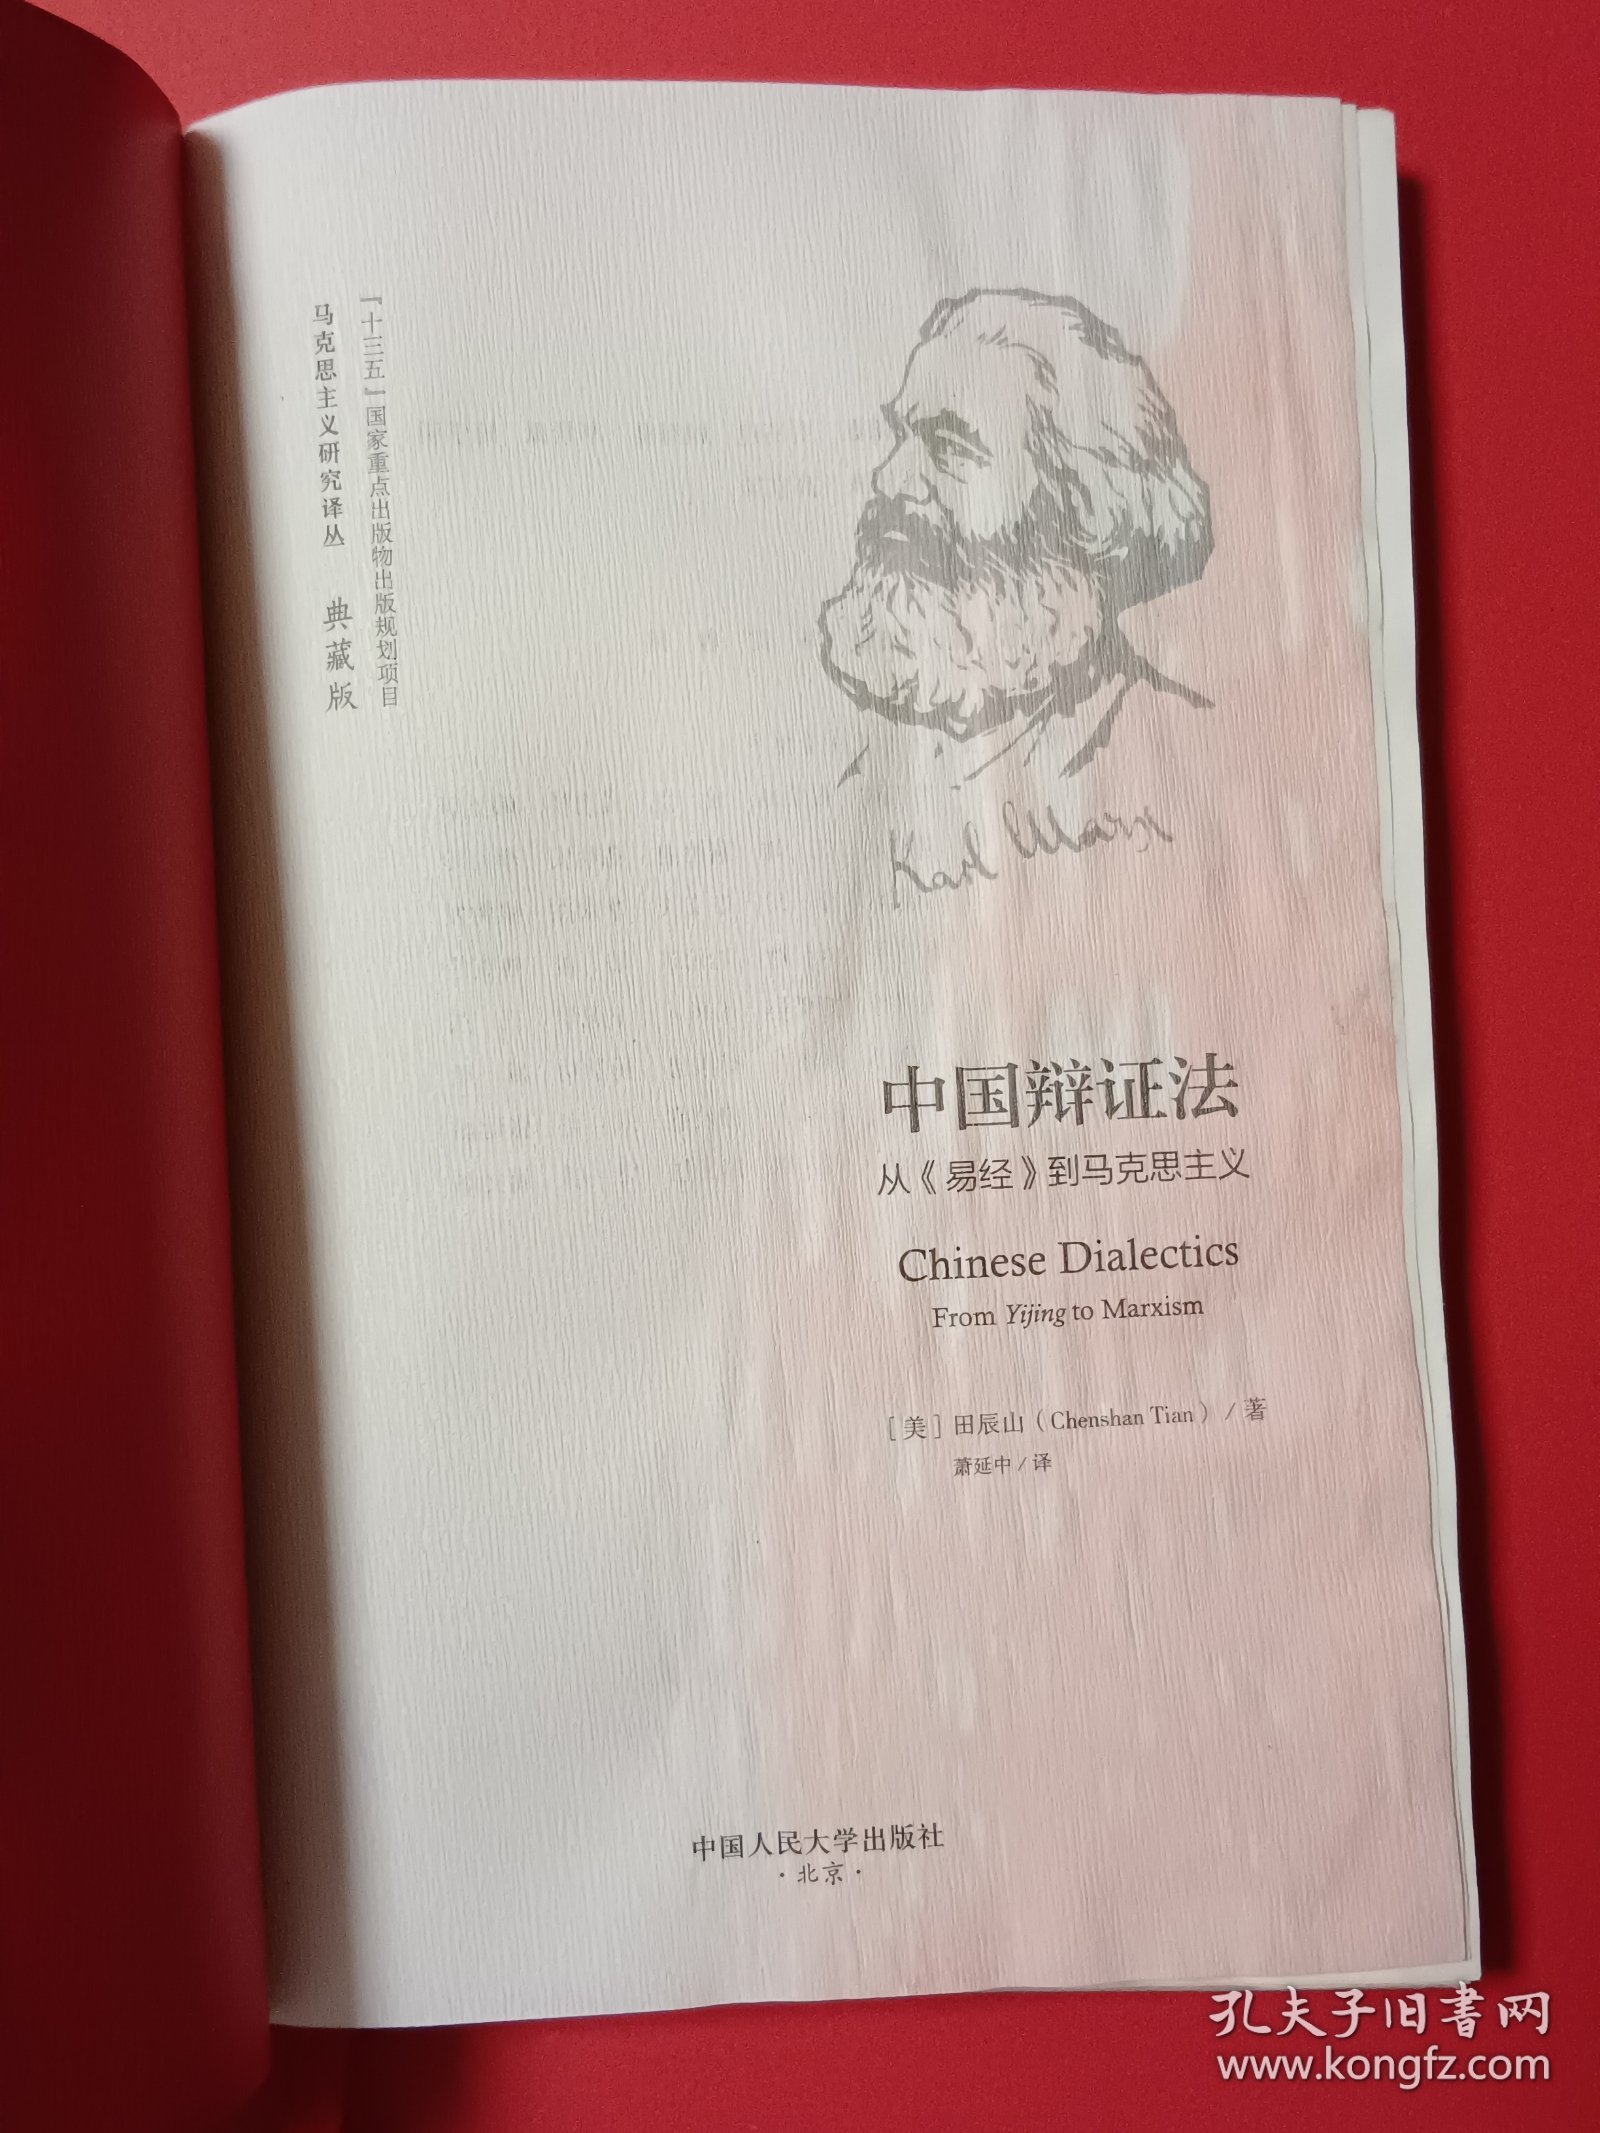 「十三五」国家重点出版物出版规划项目
马克思主义研究译丛 典藏版
Karl Marx
中国辩证法
从《易经》到马克思主义
Chinese Dialectics
From Yijing to Marxism
[美] 田辰山 (Chenshan Tian) / 著
萧延中 / 译
中国人民大学出版社
·北京·
孔夫子旧书网
www.kongfz.com